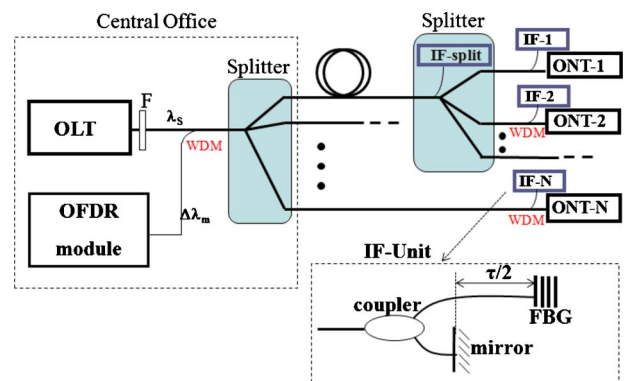 Central Office
Splitter
Splitter
IF-split
IF-1
ONT-1
IF-2
WDM
ONT-2
F
OLT
λS
WDM
OFDR
module
Δλm
IF-N
WDM
ONT-N
IF-Unit
τ/2
coupler
FBG
mirror